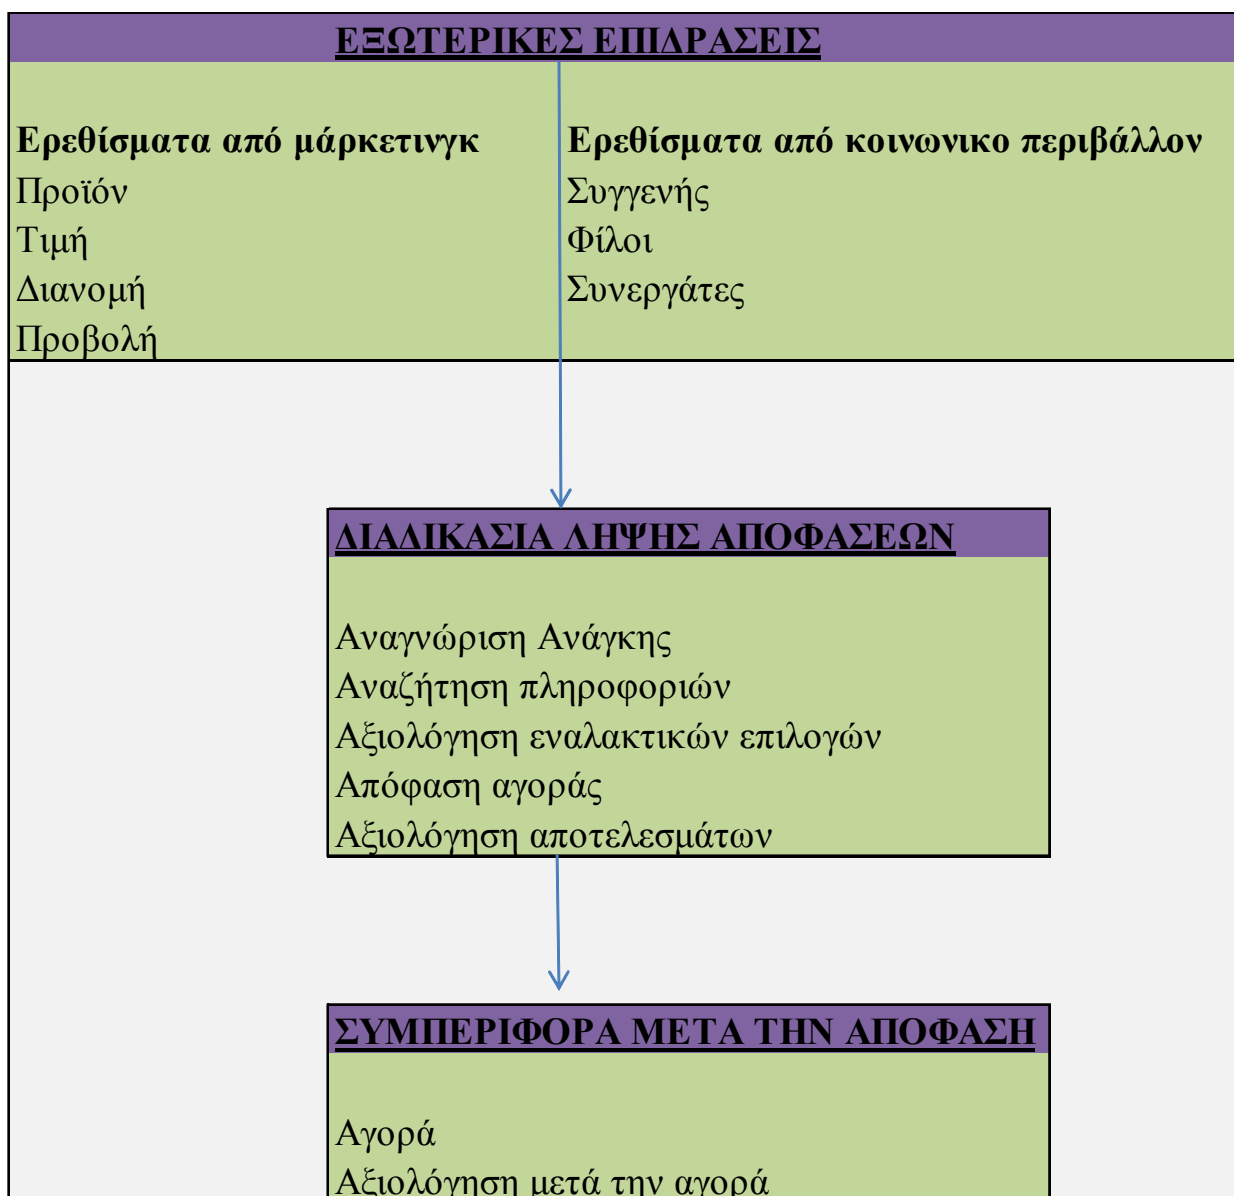 ΕΞΩΤΕΡΙΚΕΣ ΕΠΙΔΡΑΣΕΙΣ
Ερεθίσματα από μάρκετινγκ
Προϊόν
Τιμή
Διανομή
Προβολή
Ερεθίσματα από κοινωνικο περιβάλλον
Συγγενής
Φίλοι
Συνεργάτες
ΔΙΑΔΙΚΑΣΙΑ ΛΗΨΗΣ ΑΠΟΦΑΣΕΩΝ
Αναγνώριση Ανάγκης
Αναζήτηση πληροφοριών
Αξιολόγηση εναλακτικών επιλογών
Απόφαση αγοράς
Αξιολόγηση αποτελεσμάτων
ΣΥΜΠΕΡΙΦΟΡΑ ΜΕΤΑ ΤΗΝ ΑΠΟΦΑΣΗ
Αγορά
Αξιολόγηση μετά την αγορά